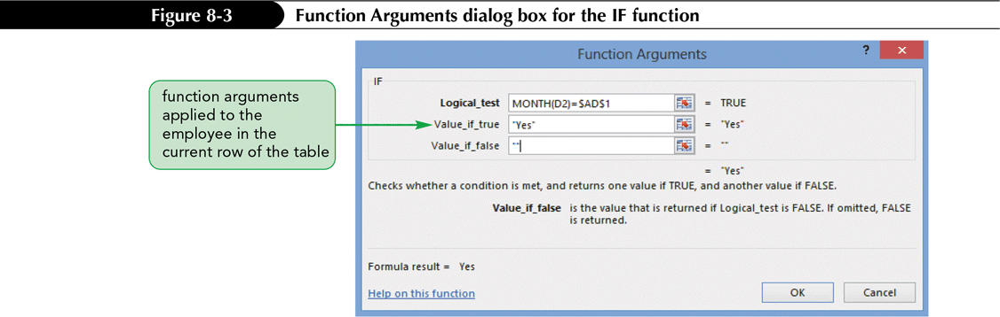 Figure 8-3 Function Arguments dialog box for the IF function
Function Arguments ? ×
function arguments
applied to the
employee in the
current row of the table
IF
Logical_test MONTH(D2)=$AD$1 = TRUE
Value_if_true "Yes" = "Yes"
Value_if_false "" = ""
= "Yes"
Checks whether a condition is met, and returns one value if TRUE, and another value if FALSE.
Value_if_false is the value that is returned if Logical_test is FALSE. If omitted, FALSE
is returned.
Formula result = Yes
Help on this function OK Cancel